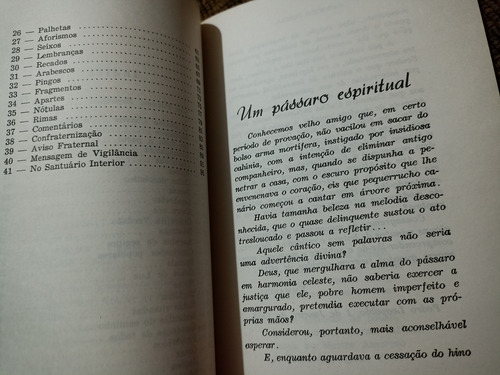 26 — Palhetas
27 — Aforismos
28 — Seixos
29 — Lembranças
30 — Recados
31 — Arabescos
32 — Pingos
33 — Fragmentos
34 — Apartes
35 — Nótulas
36 — Rimas
37 — Comentários
38 — Confraternização
39 — Aviso Fraternal
40 — Mensagem de Vigilância
41 — No Santuário Interior
Um pássaro espiritual
Conhecemos velho amigo que, em certo
período de provação, não vacilou em sacar do
bolso arma mortífera, instigado por insidiosa
calúnia, com a intenção de eliminar antigo
companheiro, mas, quando se dispunha a pe-
netrar a casa, com o escuro propósito que lhe
envenenava o coração, eis que pequerrucho ca-
nário começou a cantar em árvore próxima.
Havia tamanha beleza na melodia desco-
nhecida, que o quase delinquente sustou o ato
tresloucado e passou a refletir...
Aquele cântico sem palavras não seria
uma advertência divina?
Deus, que mergulhara a alma do pássaro
em harmonia celeste, não saberia exercer a
justiça que ele, pobre homem imperfeito e
amargurado, pretendia executar com as pró-
prias mãos?
Considerou, portanto, mais aconselhável
esperar.
E, enquanto aguardava a cessação do hino